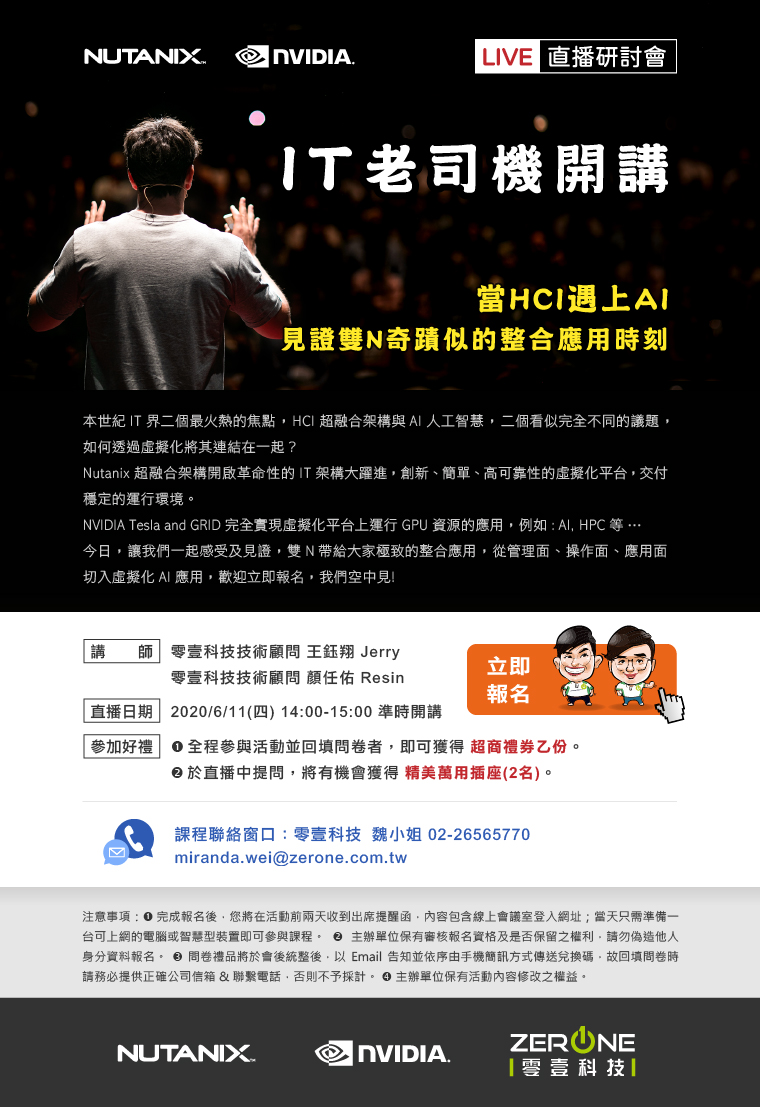 NUTANIX™ NVIDIA. LIVE 直播研討會
IT老司機開講
當HCI遇上AI
見證雙N奇蹟似的整合應用時刻
本世紀 IT 界二個最火熱的焦點，HCI 超融合架構與 AI 人工智慧，二個看似完全不同的議題，
如何透過虛擬化將其連結在一起？
Nutanix 超融合架構開啟革命性的 IT 架構大躍進，創新、簡單、高可靠性的虛擬化平台，交付
穩定的運行環境。
NVIDIA Tesla and GRID 完全實現虛擬化平台上運行 GPU 資源的應用，例如 : AI, HPC 等 …
今日，讓我們一起感受及見證，雙 N 帶給大家極致的整合應用，從管理面、操作面、應用面
切入虛擬化 AI 應用，歡迎立即報名，我們空中見!
講 師 零壹科技技術顧問 王鈺翔 Jerry
零壹科技技術顧問 顏任佑 Resin
立即
報名
直播日期 2020/6/11(四) 14:00-15:00 準時開講
參加好禮 ❶ 全程參與活動並回填問卷者，即可獲得 超商禮券乙份。
❷ 於直播中提問，將有機會獲得 精美萬用插座(2名)。
課程聯絡窗口：零壹科技 魏小姐 02-26565770
miranda.wei@zerone.com.tw
注意事項：❶ 完成報名後，您將在活動前兩天收到出席提醒函，內容包含線上會議室登入網址；當天只需準備一
台可上網的電腦或智慧型裝置即可參與課程。 ❷ 主辦單位保有審核報名資格及是否保留之權利，請勿偽造他人
身分資料報名。 ❸ 問卷禮品將於會後統整後，以 Email 告知並依序由手機簡訊方式傳送兌換碼，故回填問卷時
請務必提供正確公司信箱 & 聯繫電話，否則不予採計。 ❹ 主辦單位保有活動內容修改之權益。
NUTANIX™ NVIDIA. ZERONE
零壹科技